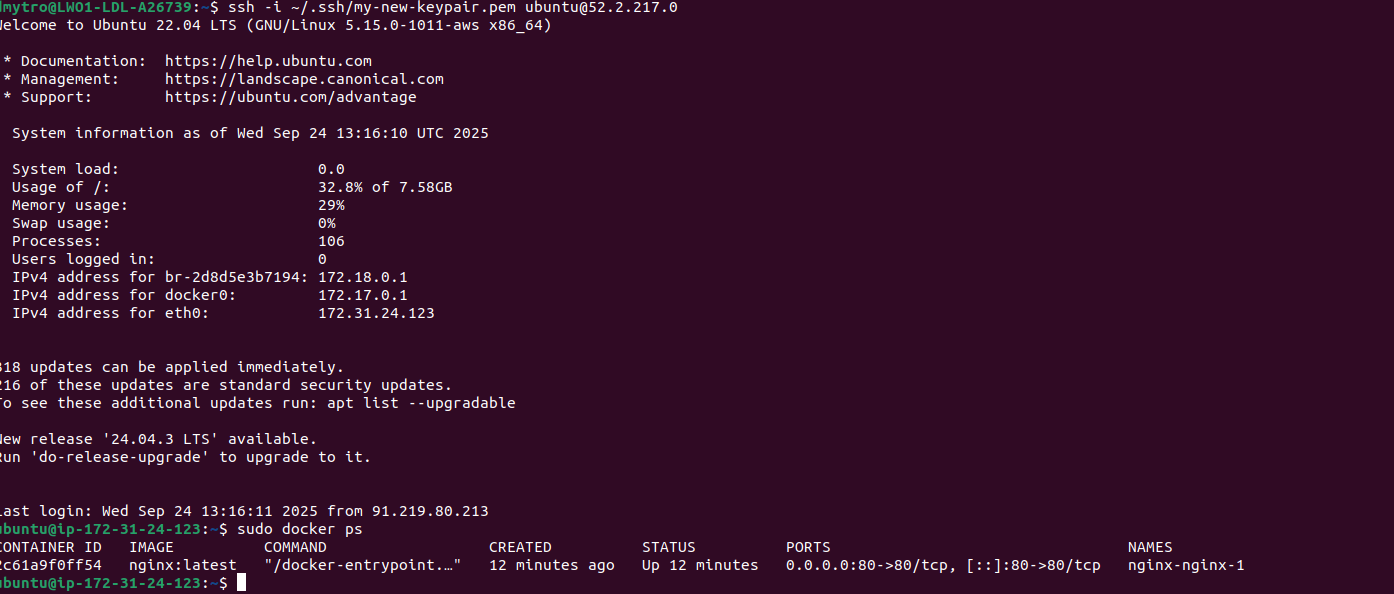 dmytro@LWO1-LDL-A26739:~$ ssh -i ~/.ssh/my-new-keypair.pem ubuntu@52.2.217.0
Welcome to Ubuntu 22.04 LTS (GNU/Linux 5.15.0-1011-aws x86_64)
* Documentation:  https://help.ubuntu.com
* Management:     https://landscape.canonical.com
* Support:        https://ubuntu.com/advantage
System information as of Wed Sep 24 13:16:10 UTC 2025
System load:                      0.0
Usage of /:                       32.8% of 7.58GB
Memory usage:                     29%
Swap usage:                       0%
Processes:                        106
Users logged in:                  0
IPv4 address for br-2d8d5e3b7194: 172.18.0.1
IPv4 address for docker0:         172.17.0.1
IPv4 address for eth0:            172.31.24.123
318 updates can be applied immediately.
216 of these updates are standard security updates.
To see these additional updates run: apt list --upgradable
New release '24.04.3 LTS' available.
Run 'do-release-upgrade' to upgrade to it.
Last login: Wed Sep 24 13:16:11 2025 from 91.219.80.213
ubuntu@ip-172-31-24-123:~$ sudo docker ps
CONTAINER ID   IMAGE          COMMAND                  CREATED          STATUS          PORTS                                 NAMES
2c61a9f0ff54   nginx:latest   "/docker-entrypoint.…"   12 minutes ago   Up 12 minutes   0.0.0.0:80->80/tcp, [::]:80->80/tcp   nginx-nginx-1
ubuntu@ip-172-31-24-123:~$